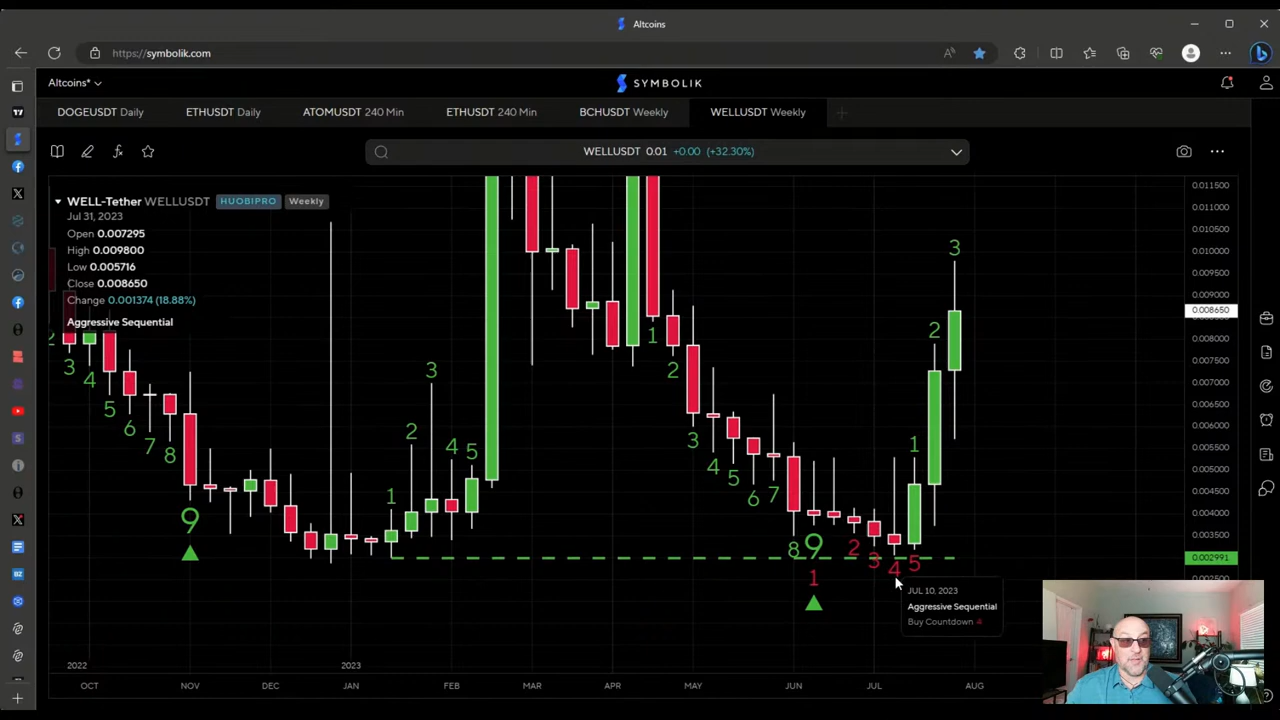 Altcoins
https://symbolik.com
Altcoins*
SYMBOLIK
DOGEUSDT Daily
ETHUSDT Daily
ATOMUSDT 240 Min
ETHUSDT 240 Min
BCHUSDT Weekly
WELLUSDT Weekly
WELLUSDT 0.01 +0.00 (+32.30%)
WELL-Tether WELLUSDT HUOBIPRO Weekly
Jul 31, 2023
Open 0.007295
High 0.009800
Low 0.005716
Close 0.008650
Change 0.001374 (18.88%)
Aggressive Sequential
2 3 4 5 6 7 8 9
1 2 3 4 5
1 2 3 4 5 6 7 8 9
1 2 3 4 5
1 2 3
0.011500
0.011000
0.010500
0.010000
0.009500
0.009000
0.008650
0.008000
0.007500
0.007000
0.006500
0.006000
0.005500
0.005000
0.004500
0.004000
0.003500
0.002991
JUL 10, 2023
Aggressive Sequential
Buy Countdown 4
2022
2023
OCT NOV DEC JAN FEB MAR APR MAY JUN JUL AUG